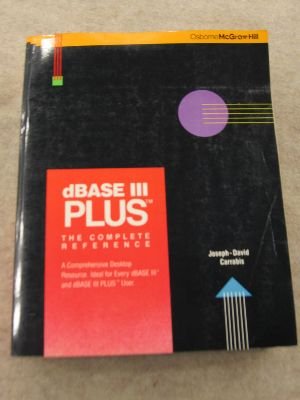 Osborne McGraw-Hill
dBASE III
PLUS™
THE COMPLETE
REFERENCE
A Comprehensive Desktop
Resource. Ideal for Every dBASE III™
and dBASE III PLUS™ User.
Joseph-David
Carrabis